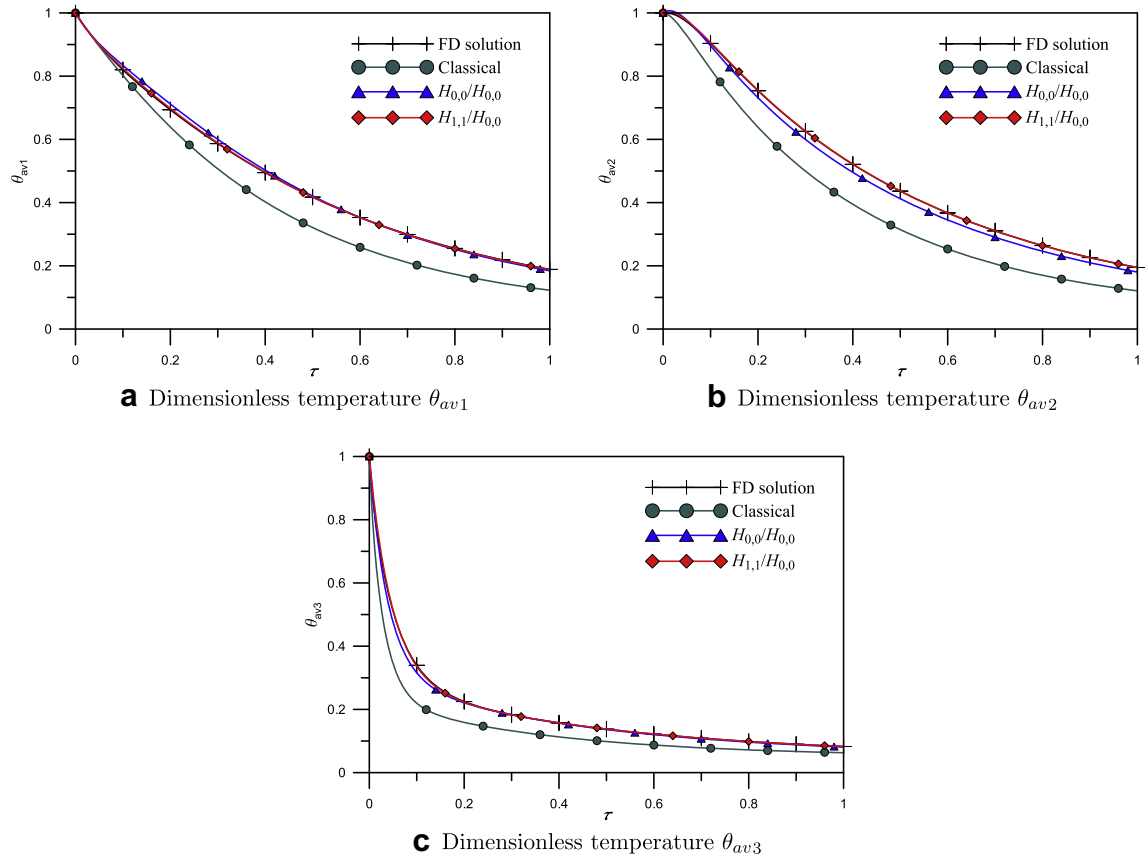 1
0.8
0.6
0.4
0.2
0
θav1
FD solution
Classical
H0,0/H0,0
H1,1/H0,0
0 0.2 0.4 0.6 0.8 1
τ
a Dimensionless temperature θav1
1
0.8
0.6
0.4
0.2
0
θav2
FD solution
Classical
H0,0/H0,0
H1,1/H0,0
0 0.2 0.4 0.6 0.8 1
τ
b Dimensionless temperature θav2
1
0.8
0.6
0.4
0.2
0
θav3
FD solution
Classical
H0,0/H0,0
H1,1/H0,0
0 0.2 0.4 0.6 0.8 1
τ
c Dimensionless temperature θav3